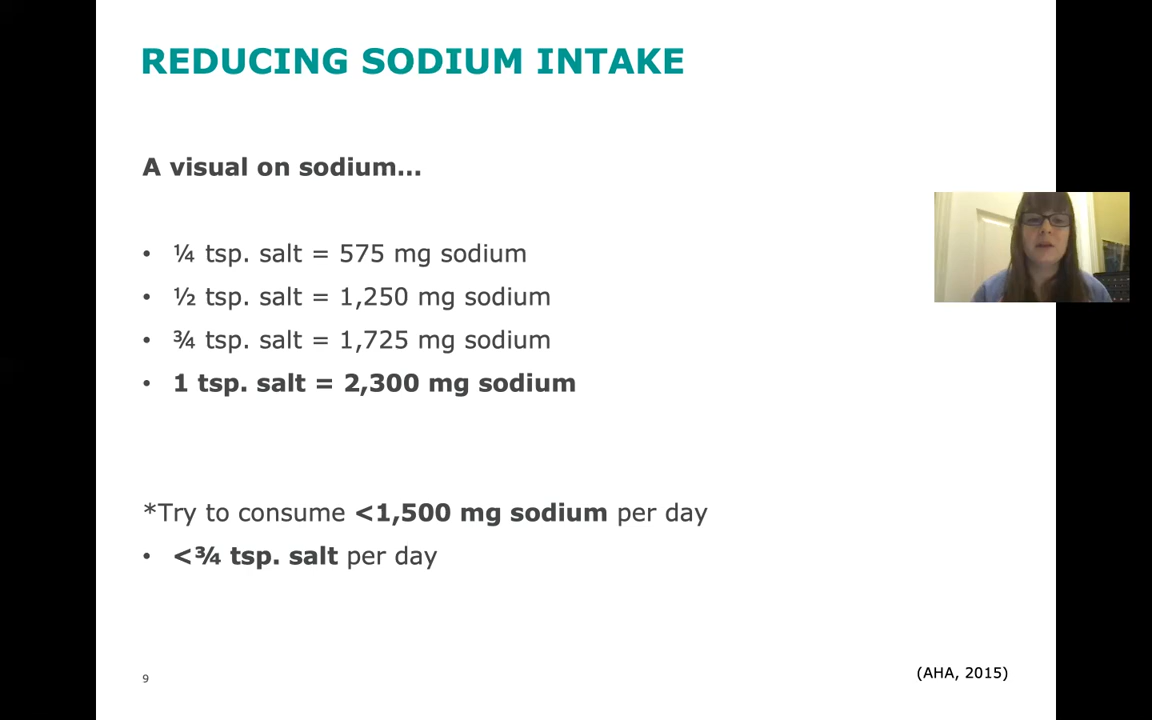 REDUCING SODIUM INTAKE
A visual on sodium...
• ¼ tsp. salt = 575 mg sodium
• ½ tsp. salt = 1,250 mg sodium
• ¾ tsp. salt = 1,725 mg sodium
• 1 tsp. salt = 2,300 mg sodium
*Try to consume <1,500 mg sodium per day
• <¾ tsp. salt per day
9
(AHA, 2015)